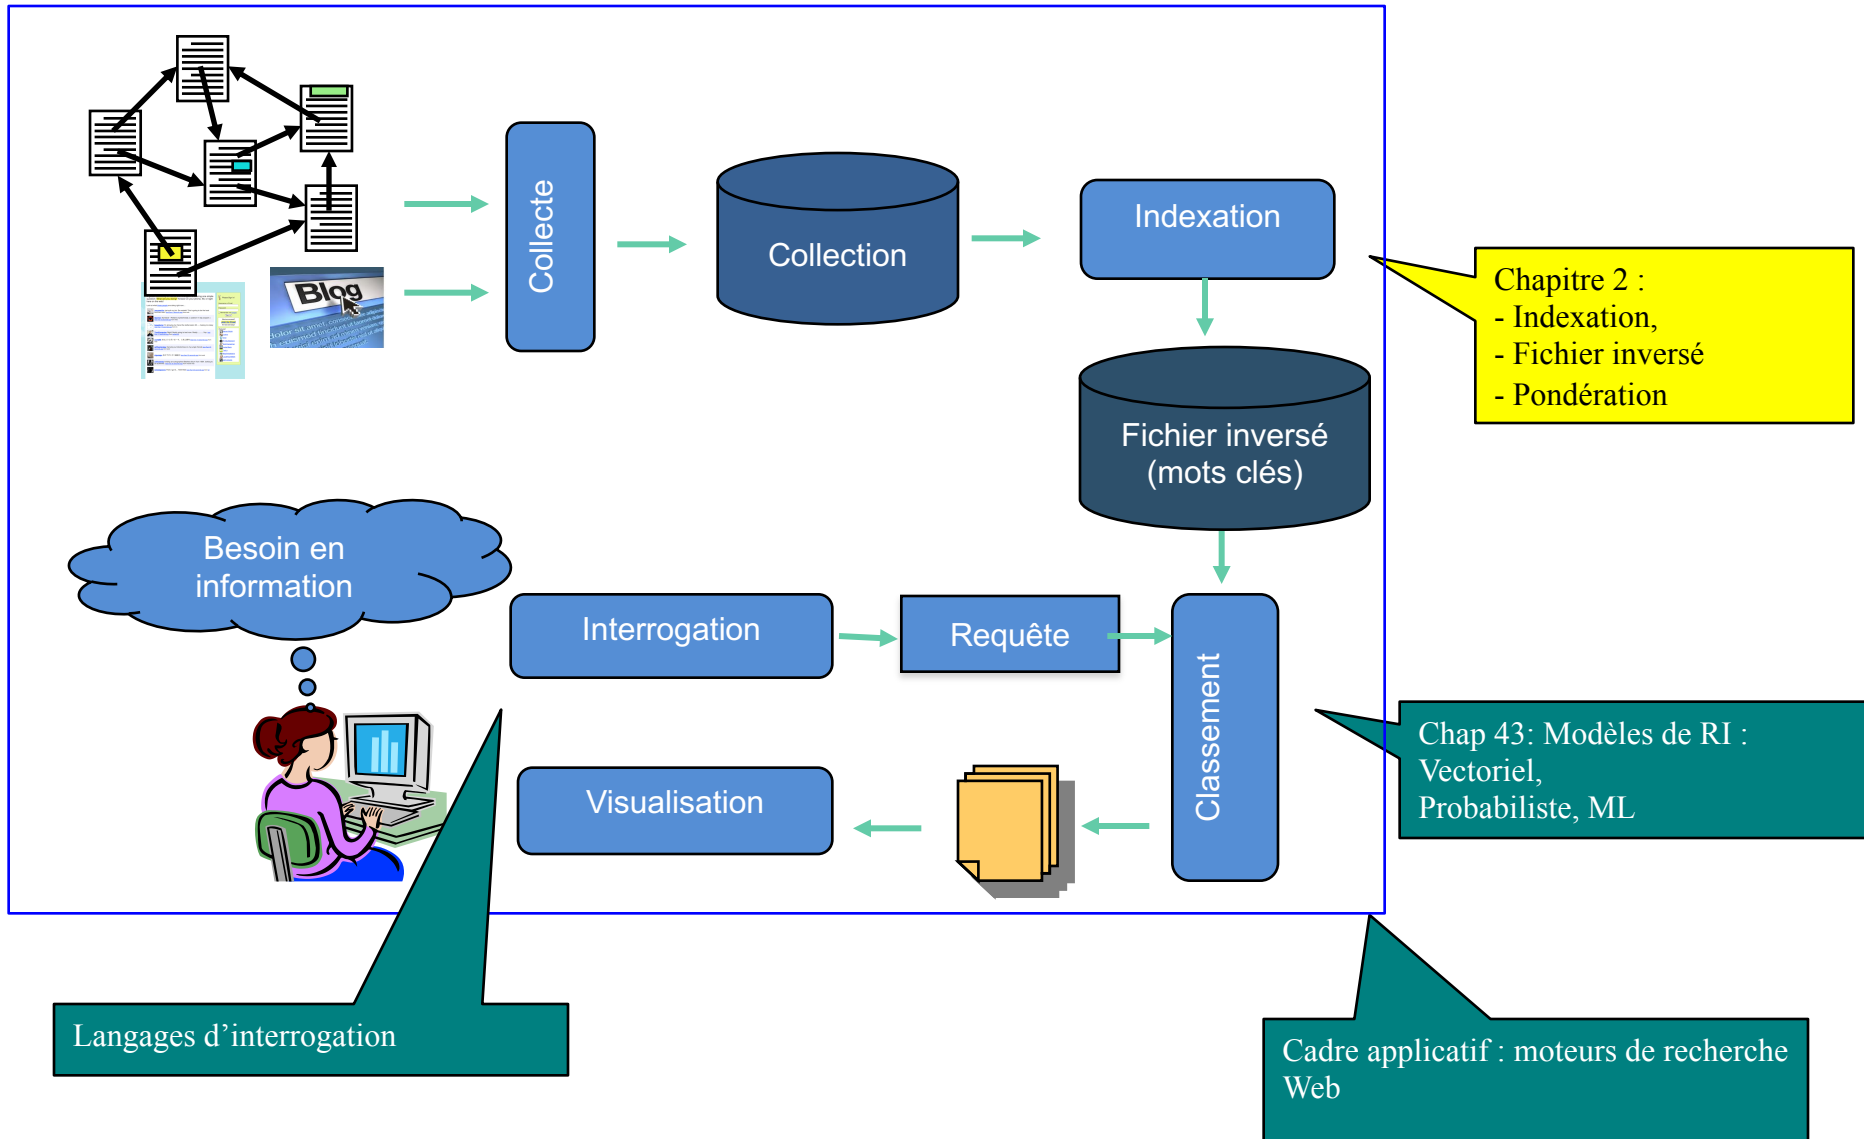 Collecte
Collection
Indexation
Blog
Chapitre 2 :
- Indexation,
- Fichier inversé
- Pondération
Fichier inversé
(mots clés)
Besoin en
information
Interrogation
Requête
Classement
Visualisation
Chap 43: Modèles de RI :
Vectoriel,
Probabiliste, ML
Langages d’interrogation
Cadre applicatif : moteurs de recherche
Web